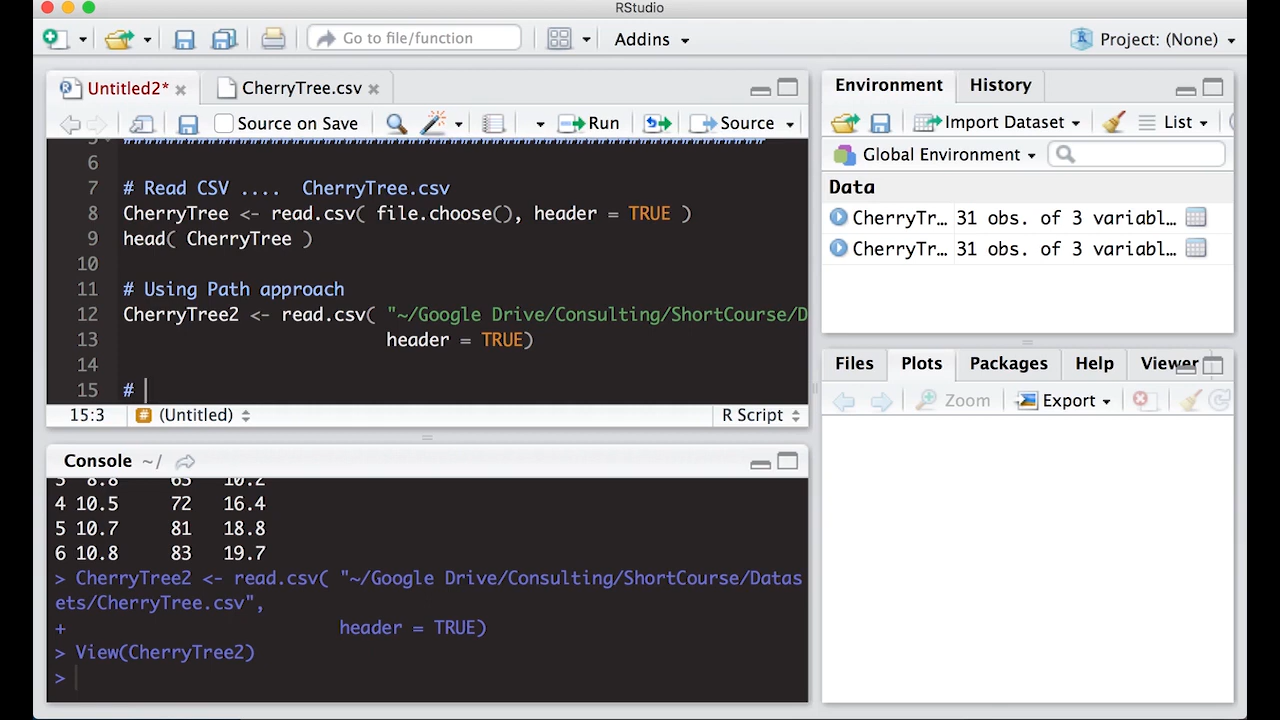 RStudio
Go to file/function
Addins
Project: (None)
Untitled2*
CherryTree.csv
Source on Save
Run
Source
6
7 # Read CSV .... CherryTree.csv
8 CherryTree <- read.csv( file.choose(), header = TRUE )
9 head( CherryTree )
10
11 # Using Path approach
12 CherryTree2 <- read.csv( "~/Google Drive/Consulting/ShortCourse/D
13 header = TRUE)
14
15 #
15:3
(Untitled)
R Script
Console ~/
3 8.8 63 10.2
4 10.5 72 16.4
5 10.7 81 18.8
6 10.8 83 19.7
> CherryTree2 <- read.csv( "~/Google Drive/Consulting/ShortCourse/Datas
ets/CherryTree.csv",
+ header = TRUE)
> View(CherryTree2)
>
Environment
History
Import Dataset
List
Global Environment
Data
CherryTr… 31 obs. of 3 variabl…
CherryTr… 31 obs. of 3 variabl…
Files
Plots
Packages
Help
Viewer
Zoom
Export